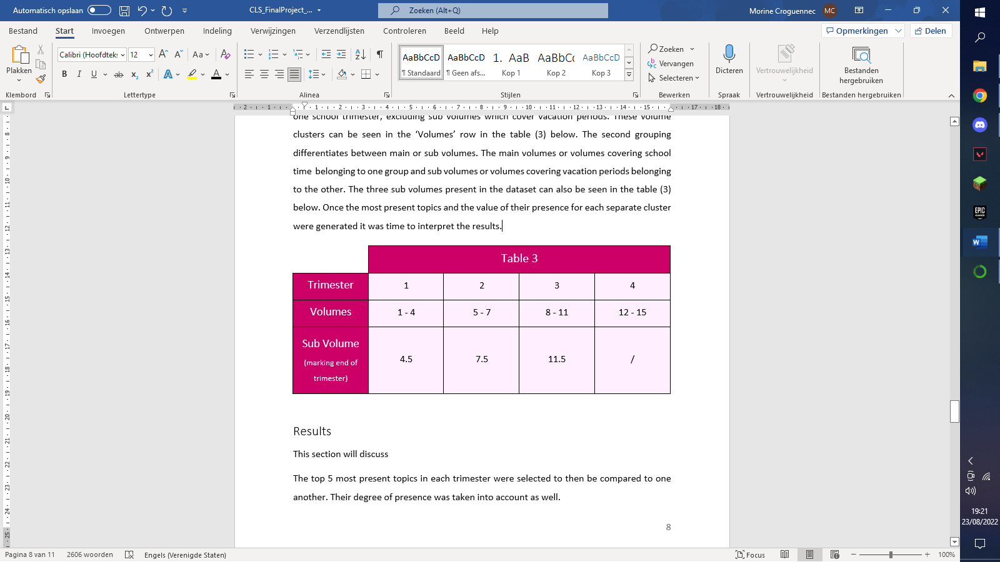 Automatisch opslaan
CLS_FinalProject_...
Zoeken (Alt+Q)
Morine Croguennec
MC
Bestand
Start
Invoegen
Ontwerpen
Indeling
Verwijzingen
Verzendlijsten
Controleren
Beeld
Help
Opmerkingen
Delen
Plakken
Klembord
Calibri (Hoofdteks
12
Lettertype
Alinea
AaBbCcD
¶ Standaard
AaBbCcD
¶ Geen afs...
1. AaB
Kop 1
AaBbCc
Kop 2
AaBbCcD
Kop 3
Stijlen
Zoeken
Vervangen
Selecteren
Bewerken
Dicteren
Spraak
Vertrouwelijkheid
Vertrouwelijkheid
Bestanden
hergebruiken
Bestanden hergebruiken
one school trimester, excluding sub volumes which cover vacation periods. These volume
clusters can be seen in the ‘Volumes’ row in the table (3) below. The second grouping
differentiates between main or sub volumes. The main volumes or volumes covering school
time belonging to one group and sub volumes or volumes covering vacation periods belonging
to the other. The three sub volumes present in the dataset can also be seen in the table (3)
below. Once the most present topics and the value of their presence for each separate cluster
were generated it was time to interpret the results.
Table 3
Trimester 1 2 3 4
Volumes 1 - 4 5 - 7 8 - 11 12 - 15
Sub Volume
(marking end of
trimester)
4.5 7.5 11.5 /
Results
This section will discuss
The top 5 most present topics in each trimester were selected to then be compared to one
another. Their degree of presence was taken into account as well.
8
Pagina 8 van 11
2606 woorden
Engels (Verenigde Staten)
Focus
100%
EPIC
GAMES
19:21
23/08/2022